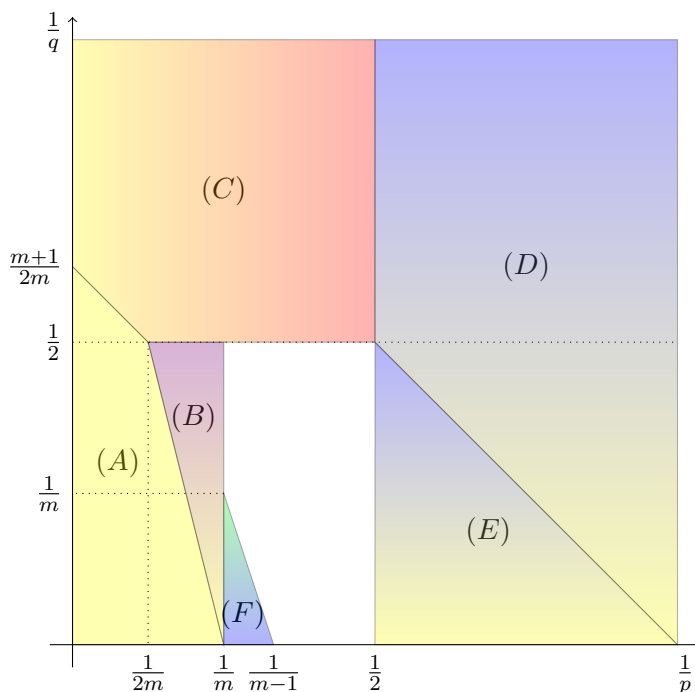 1/q
(C)
(D)
m+1/2m
1/2
(B)
(A)
1/m
(E)
(F)
1/2m 1/m 1/m−1 1/2 1/p